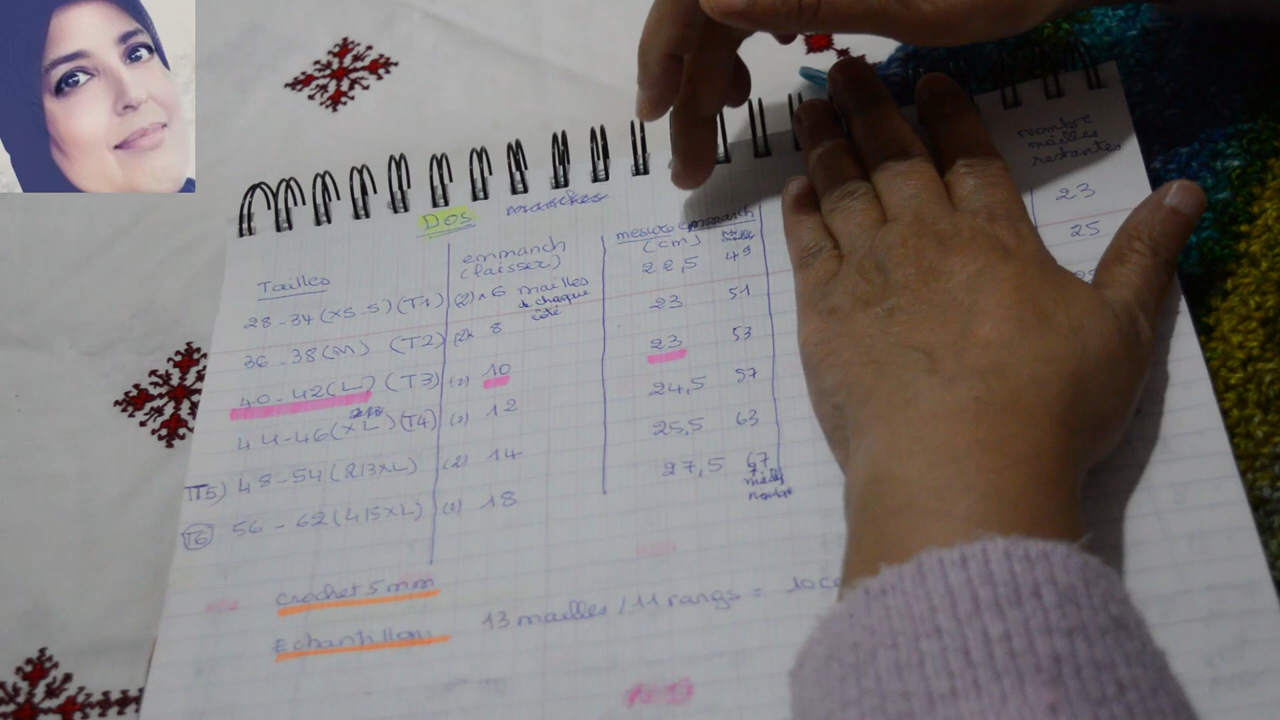 Dos manches
Tailles
emmanch (laisser)
mesure emmanch (cm)
nombre mailles restantes
28-34 (XS-S) (T1) (2) x 6 mailles de chaque côté 22,5 49 23
36-38 (M) (T2) (2x 8 23 51 25
40-42 (L) (T3) (2) 10 23 53
44-46 (XL) (T4) (2) 12 24,5 57
T5) 48-54 (2/3XL) (2) 14 25,5 63
T6 56-62 (4/5XL) (2) 18 27,5 67 mailles
crochet 5 mm
Echantillon: 13 mailles / 11 rangs = 10